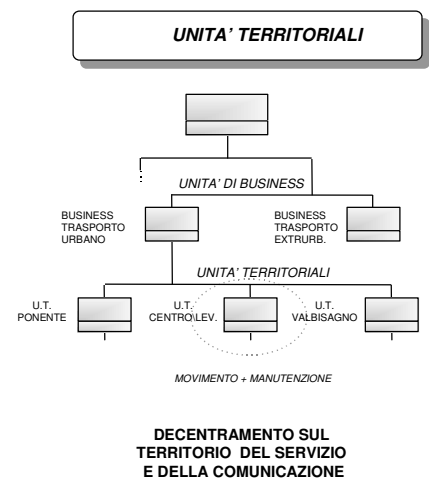 UNITA' TERRITORIALI
UNITA' DI BUSINESS
BUSINESS
TRASPORTO
URBANO
BUSINESS
TRASPORTO
EXTRURB.
UNITA' TERRITORIALI
U.T.
PONENTE
U.T.
CENTRO\LEV.
U.T.
VALBISAGNO
MOVIMENTO + MANUTENZIONE
DECENTRAMENTO SUL
TERRITORIO DEL SERVIZIO
E DELLA COMUNICAZIONE